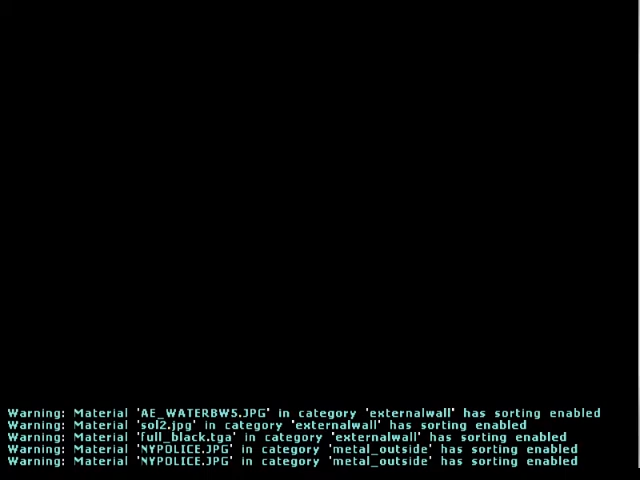 Warning: Material 'AE_WATERBW5.JPG' in category 'externalwall' has sorting enabled
Warning: Material 'sol2.jpg' in category 'externalwall' has sorting enabled
Warning: Material 'full_black.tga' in category 'externalwall' has sorting enabled
Warning: Material 'NYPOLICE.JPG' in category 'metal_outside' has sorting enabled
Warning: Material 'NYPOLICE.JPG' in category 'metal_outside' has sorting enabled